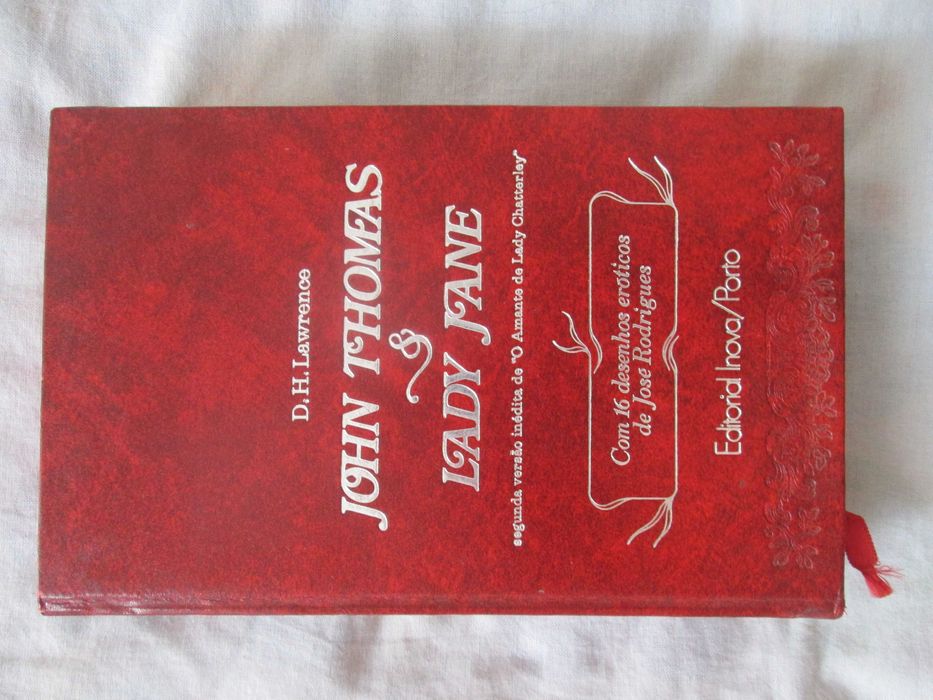 D. H. Lawrence
JOHN THOMAS
&
LADY JANE
segunda versão inédita de "O Amante de Lady Chatterley"
Com 16 desenhos eróticos
de José Rodrigues
Editorial Inova/Porto